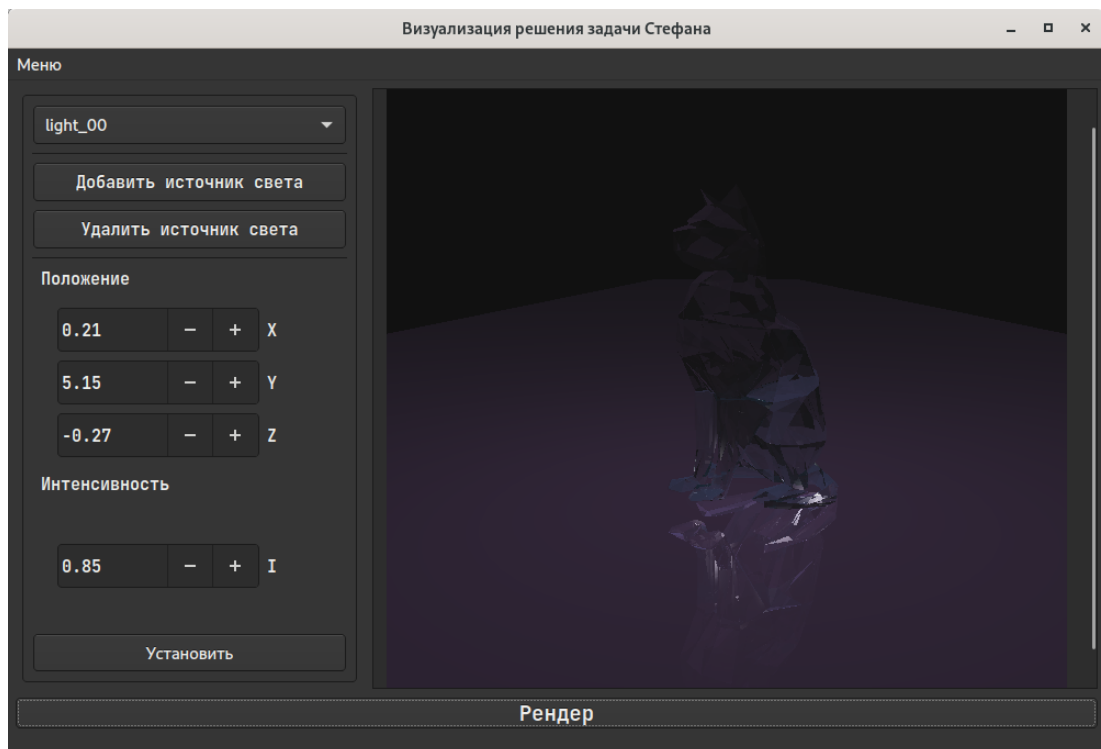 Визуализация решения задачи Стефана
Меню
light_00
Добавить источник света
Удалить источник света
Положение
0.21 − + X
5.15 − + Y
-0.27 − + Z
Интенсивность
0.85 − + I
Установить
Рендер